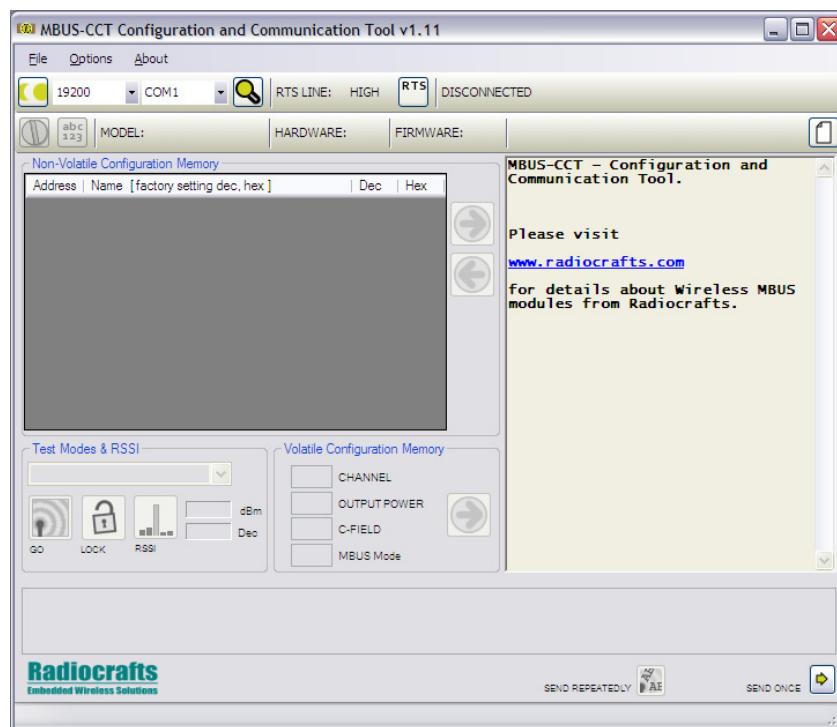 MBUS-CCT Configuration and Communication Tool v1.11
File Options About
19200 COM1 RTS LINE: HIGH RTS DISCONNECTED
abc 123 MODEL: HARDWARE: FIRMWARE:
Non-Volatile Configuration Memory
Address Name [factory setting dec, hex ] Dec Hex
MBUS-CCT – Configuration and
Communication Tool.
Please visit
www.radiocrafts.com
for details about Wireless MBUS
modules from Radiocrafts.
Test Modes & RSSI
dBm
Dec
GO LOCK RSSI
Volatile Configuration Memory
CHANNEL
OUTPUT POWER
C-FIELD
MBUS Mode
Radiocrafts
Embedded Wireless Solutions
SEND REPEATEDLY AE SEND ONCE